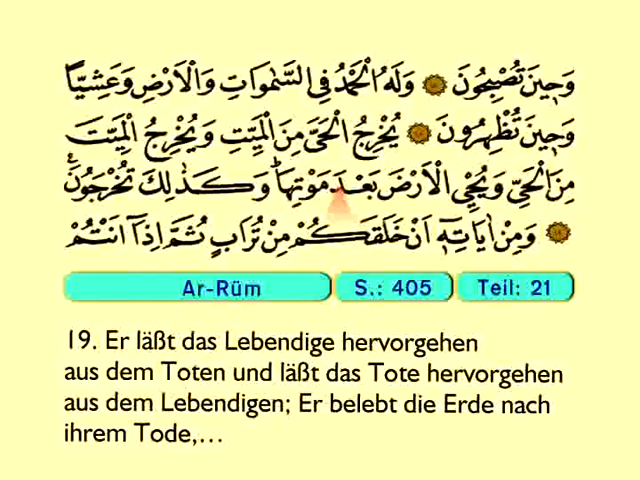 وَحٖينَ تُصْبِحُونَ ۞ وَلَهُ الْحَمْدُ فِي السَّمٰوَاتِ وَالْاَرْضِ وَعَشِيًّا
وَحٖينَ تُظْهِرُونَ ۞ يُخْرِجُ الْحَيَّ مِنَ الْمَيِّتِ وَيُخْرِجُ الْمَيِّتَ
مِنَ الْحَيِّ وَيُحْيِي الْاَرْضَ بَعْدَ مَوْتِهَاۜ وَكَذٰلِكَ تُخْرَجُونَࣖ
۞ وَمِنْ اٰيَاتِهٖٓ اَنْ خَلَقَكُمْ مِنْ تُرَابٍ ثُمَّ اِذَٓا اَنْتُمْ
Ar-Rūm S.: 405 Teil: 21
19. Er läßt das Lebendige hervorgehen
aus dem Toten und läßt das Tote hervorgehen
aus dem Lebendigen; Er belebt die Erde nach
ihrem Tode,...